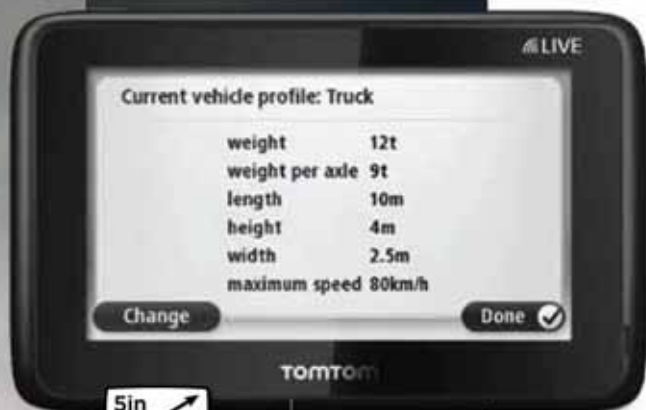 LIVE
Current vehicle profile: Truck
weight 12t
weight per axle 9t
length 10m
height 4m
width 2.5m
maximum speed 80km/h
Change Done
TOMTOM
5in